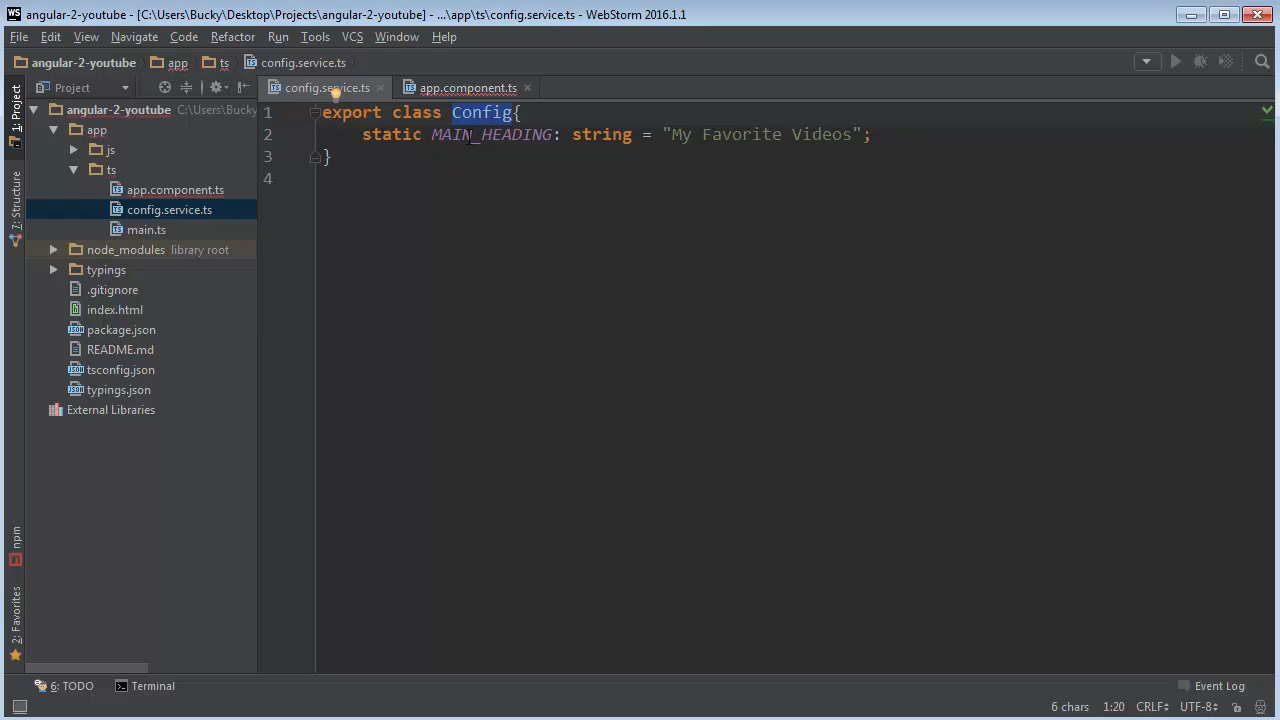 WS angular-2-youtube - [C:\Users\Bucky\Desktop\Projects\angular-2-youtube] - ...\app\ts\config.service.ts - WebStorm 2016.1.1
File Edit View Navigate Code Refactor Run Tools VCS Window Help
angular-2-youtube app ts config.service.ts
Project config.service.ts app.component.ts
1: Project
7: Structure
npm
2: Favorites
angular-2-youtube C:\Users\Bucky
app
js
ts
app.component.ts
config.service.ts
main.ts
node_modules library root
typings
.gitignore
index.html
package.json
README.md
tsconfig.json
typings.json
External Libraries
1 export class Config{
2 static MAIN_HEADING: string = "My Favorite Videos";
3 }
4
6: TODO Terminal Event Log
6 chars 1:20 CRLF UTF-8